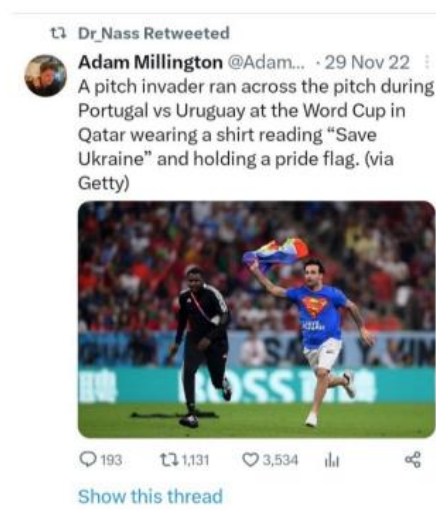 Dr_Nass Retweeted
Adam Millington @Adam... · 29 Nov 22
A pitch invader ran across the pitch during
Portugal vs Uruguay at the Word Cup in
Qatar wearing a shirt reading “Save
Ukraine” and holding a pride flag. (via
Getty)
193 1,131 3,534
Show this thread